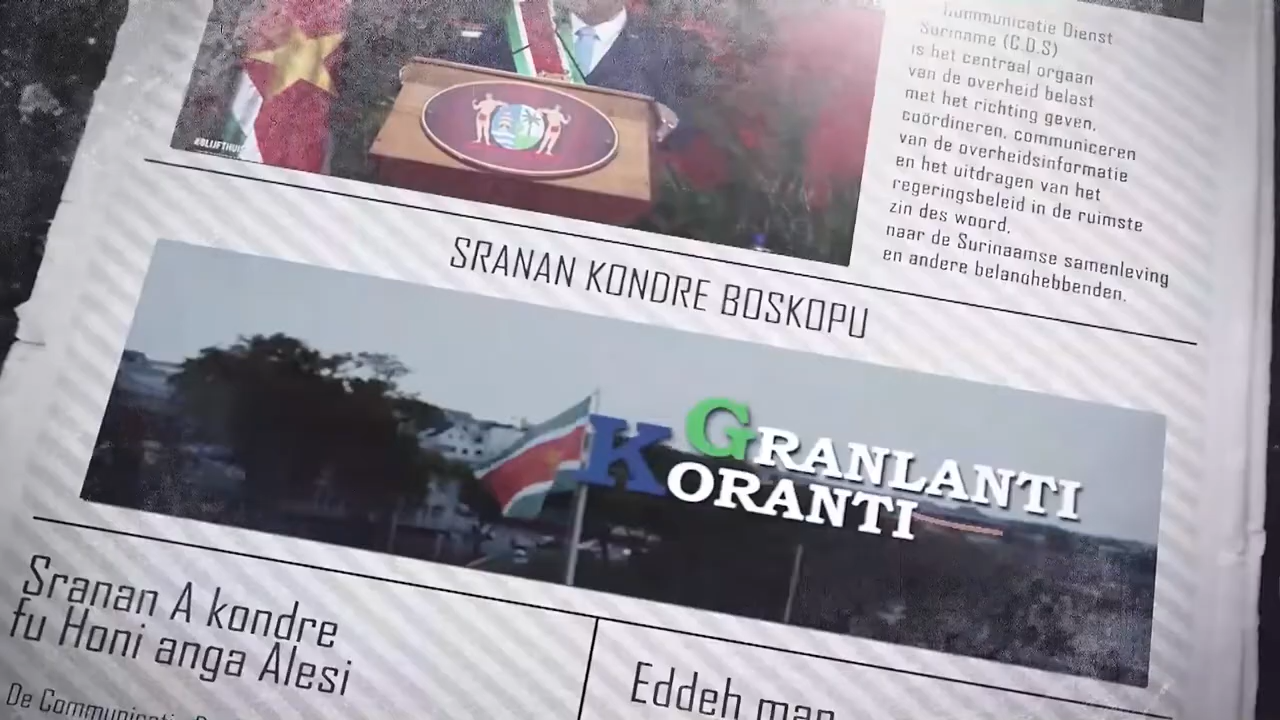 Dienst
Suriname (C.D.S)
is het centraal orgaan
van de overheid belast
met het richting geven,
coördineren, communiceren
van de overheidsinformatie
en het uitdragen van het
regeringsbeleid in de ruimste
zin des woord,
naar de Surinaamse samenleving
en andere belanghebbenden.
SRANAN KONDRE BOSKOPU
GRANLANTI
KORANTI
Sranan A kondre
fu Honi anga Alesi
De
Eddeh man